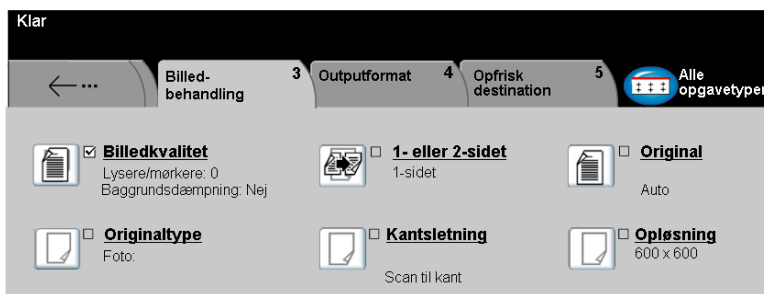 Klar
←... Billed-
behandling 3 Outputformat 4 Opfrisk
destination 5 Alle
opgavetyper
Billedkvalitet
Lysere/mørkere: 0
Baggrundsdæmpning: Nej
1- eller 2-sidet
1-sidet
Original
Auto
Originaltype
Foto:
Kantsletning
Scan til kant
Opløsning
600 x 600